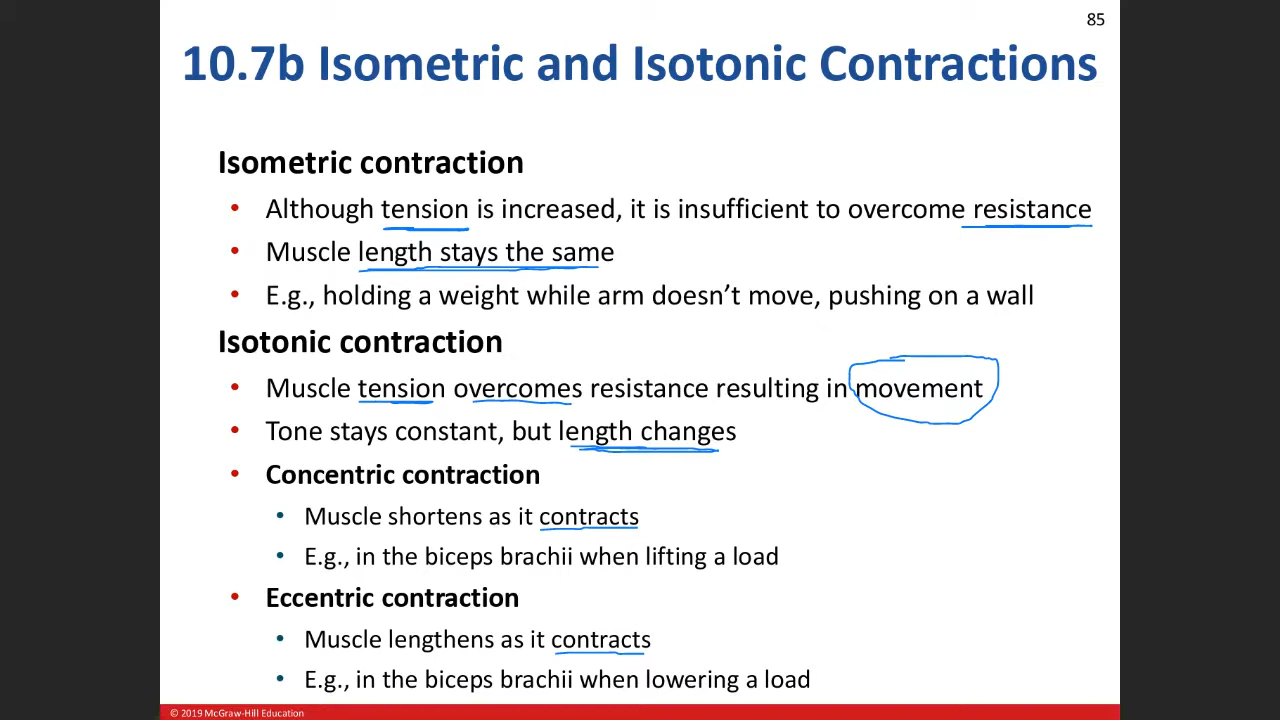 85
10.7b Isometric and Isotonic Contractions
Isometric contraction
• Although tension is increased, it is insufficient to overcome resistance
• Muscle length stays the same
• E.g., holding a weight while arm doesn’t move, pushing on a wall
Isotonic contraction
• Muscle tension overcomes resistance resulting in movement
• Tone stays constant, but length changes
• Concentric contraction
• Muscle shortens as it contracts
• E.g., in the biceps brachii when lifting a load
• Eccentric contraction
• Muscle lengthens as it contracts
• E.g., in the biceps brachii when lowering a load
© 2019 McGraw-Hill Education